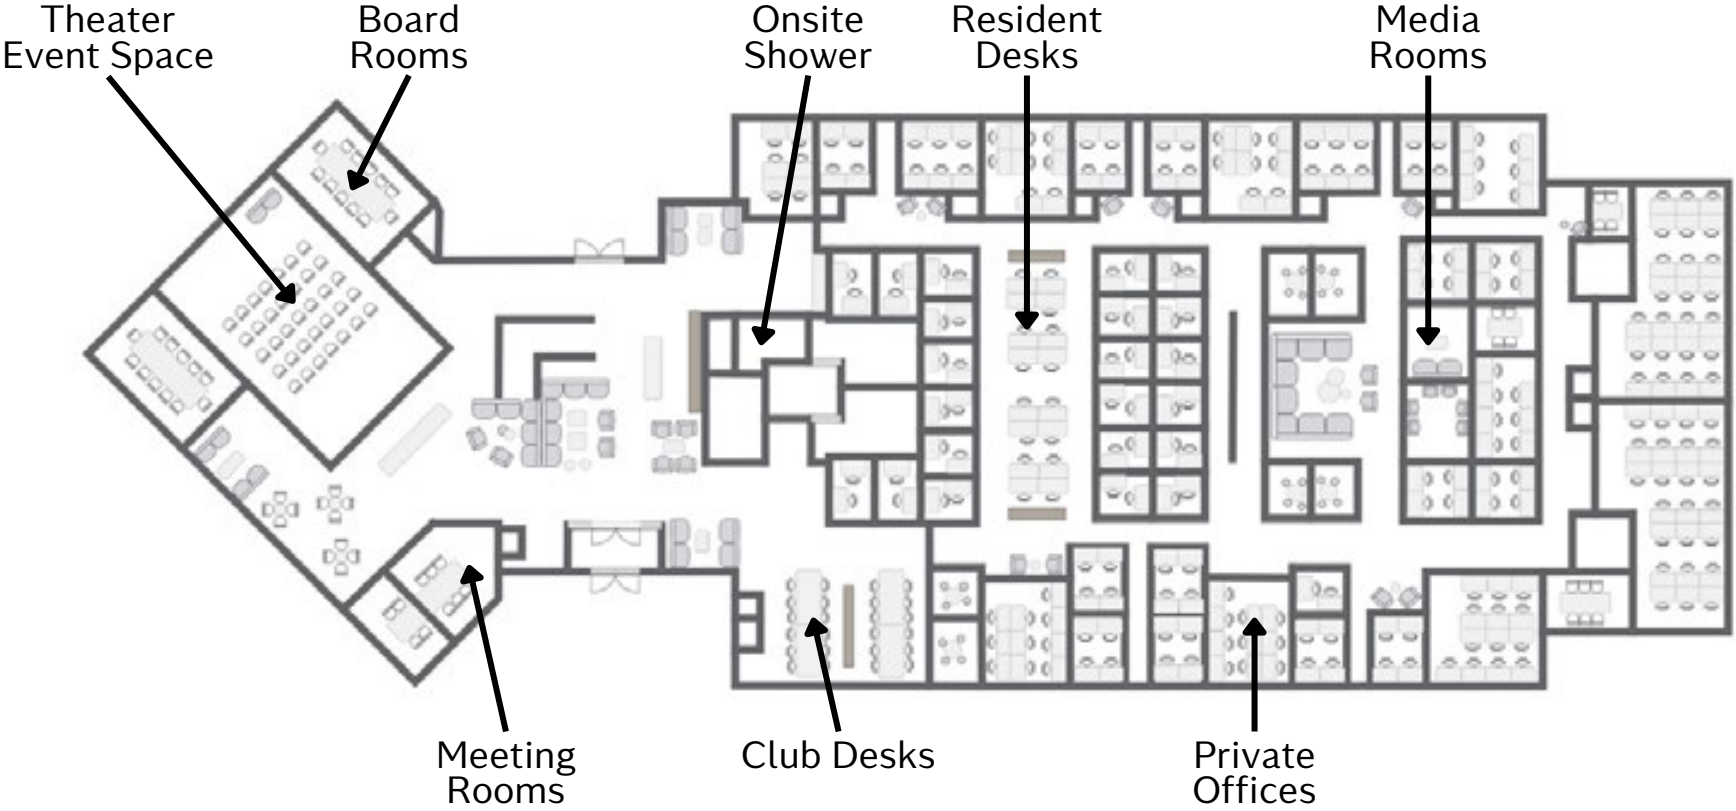 Theater
Event Space
Board
Rooms
Onsite
Shower
Resident
Desks
Media
Rooms
Meeting
Rooms
Club Desks
Private
Offices